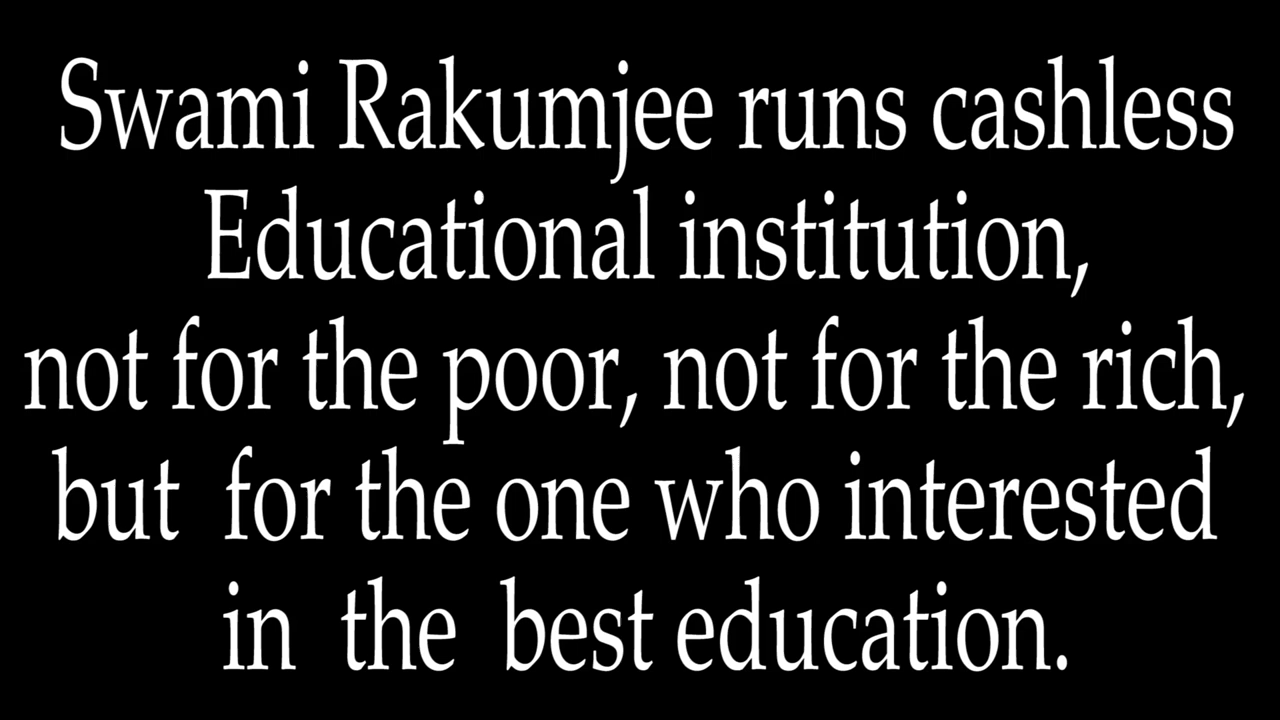 Swami Rakumjee runs cashless
Educational institution,
not for the poor, not for the rich,
but for the one who interested
in the best education.